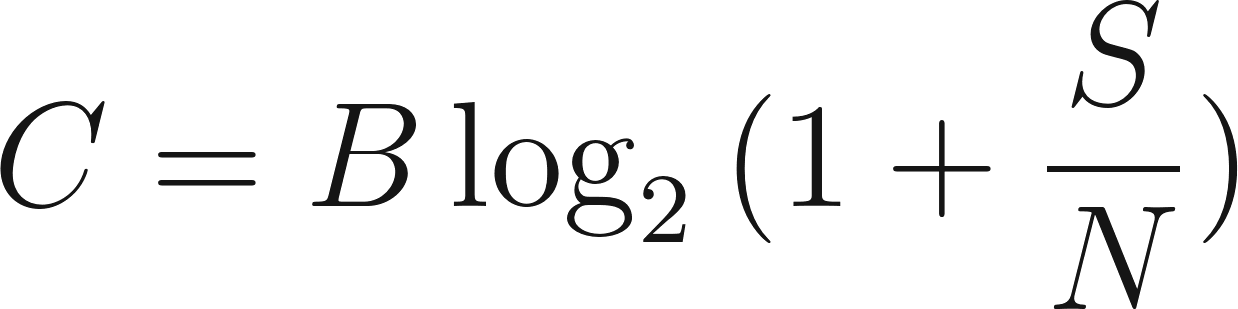 C = B log₂ (1 + S/N)